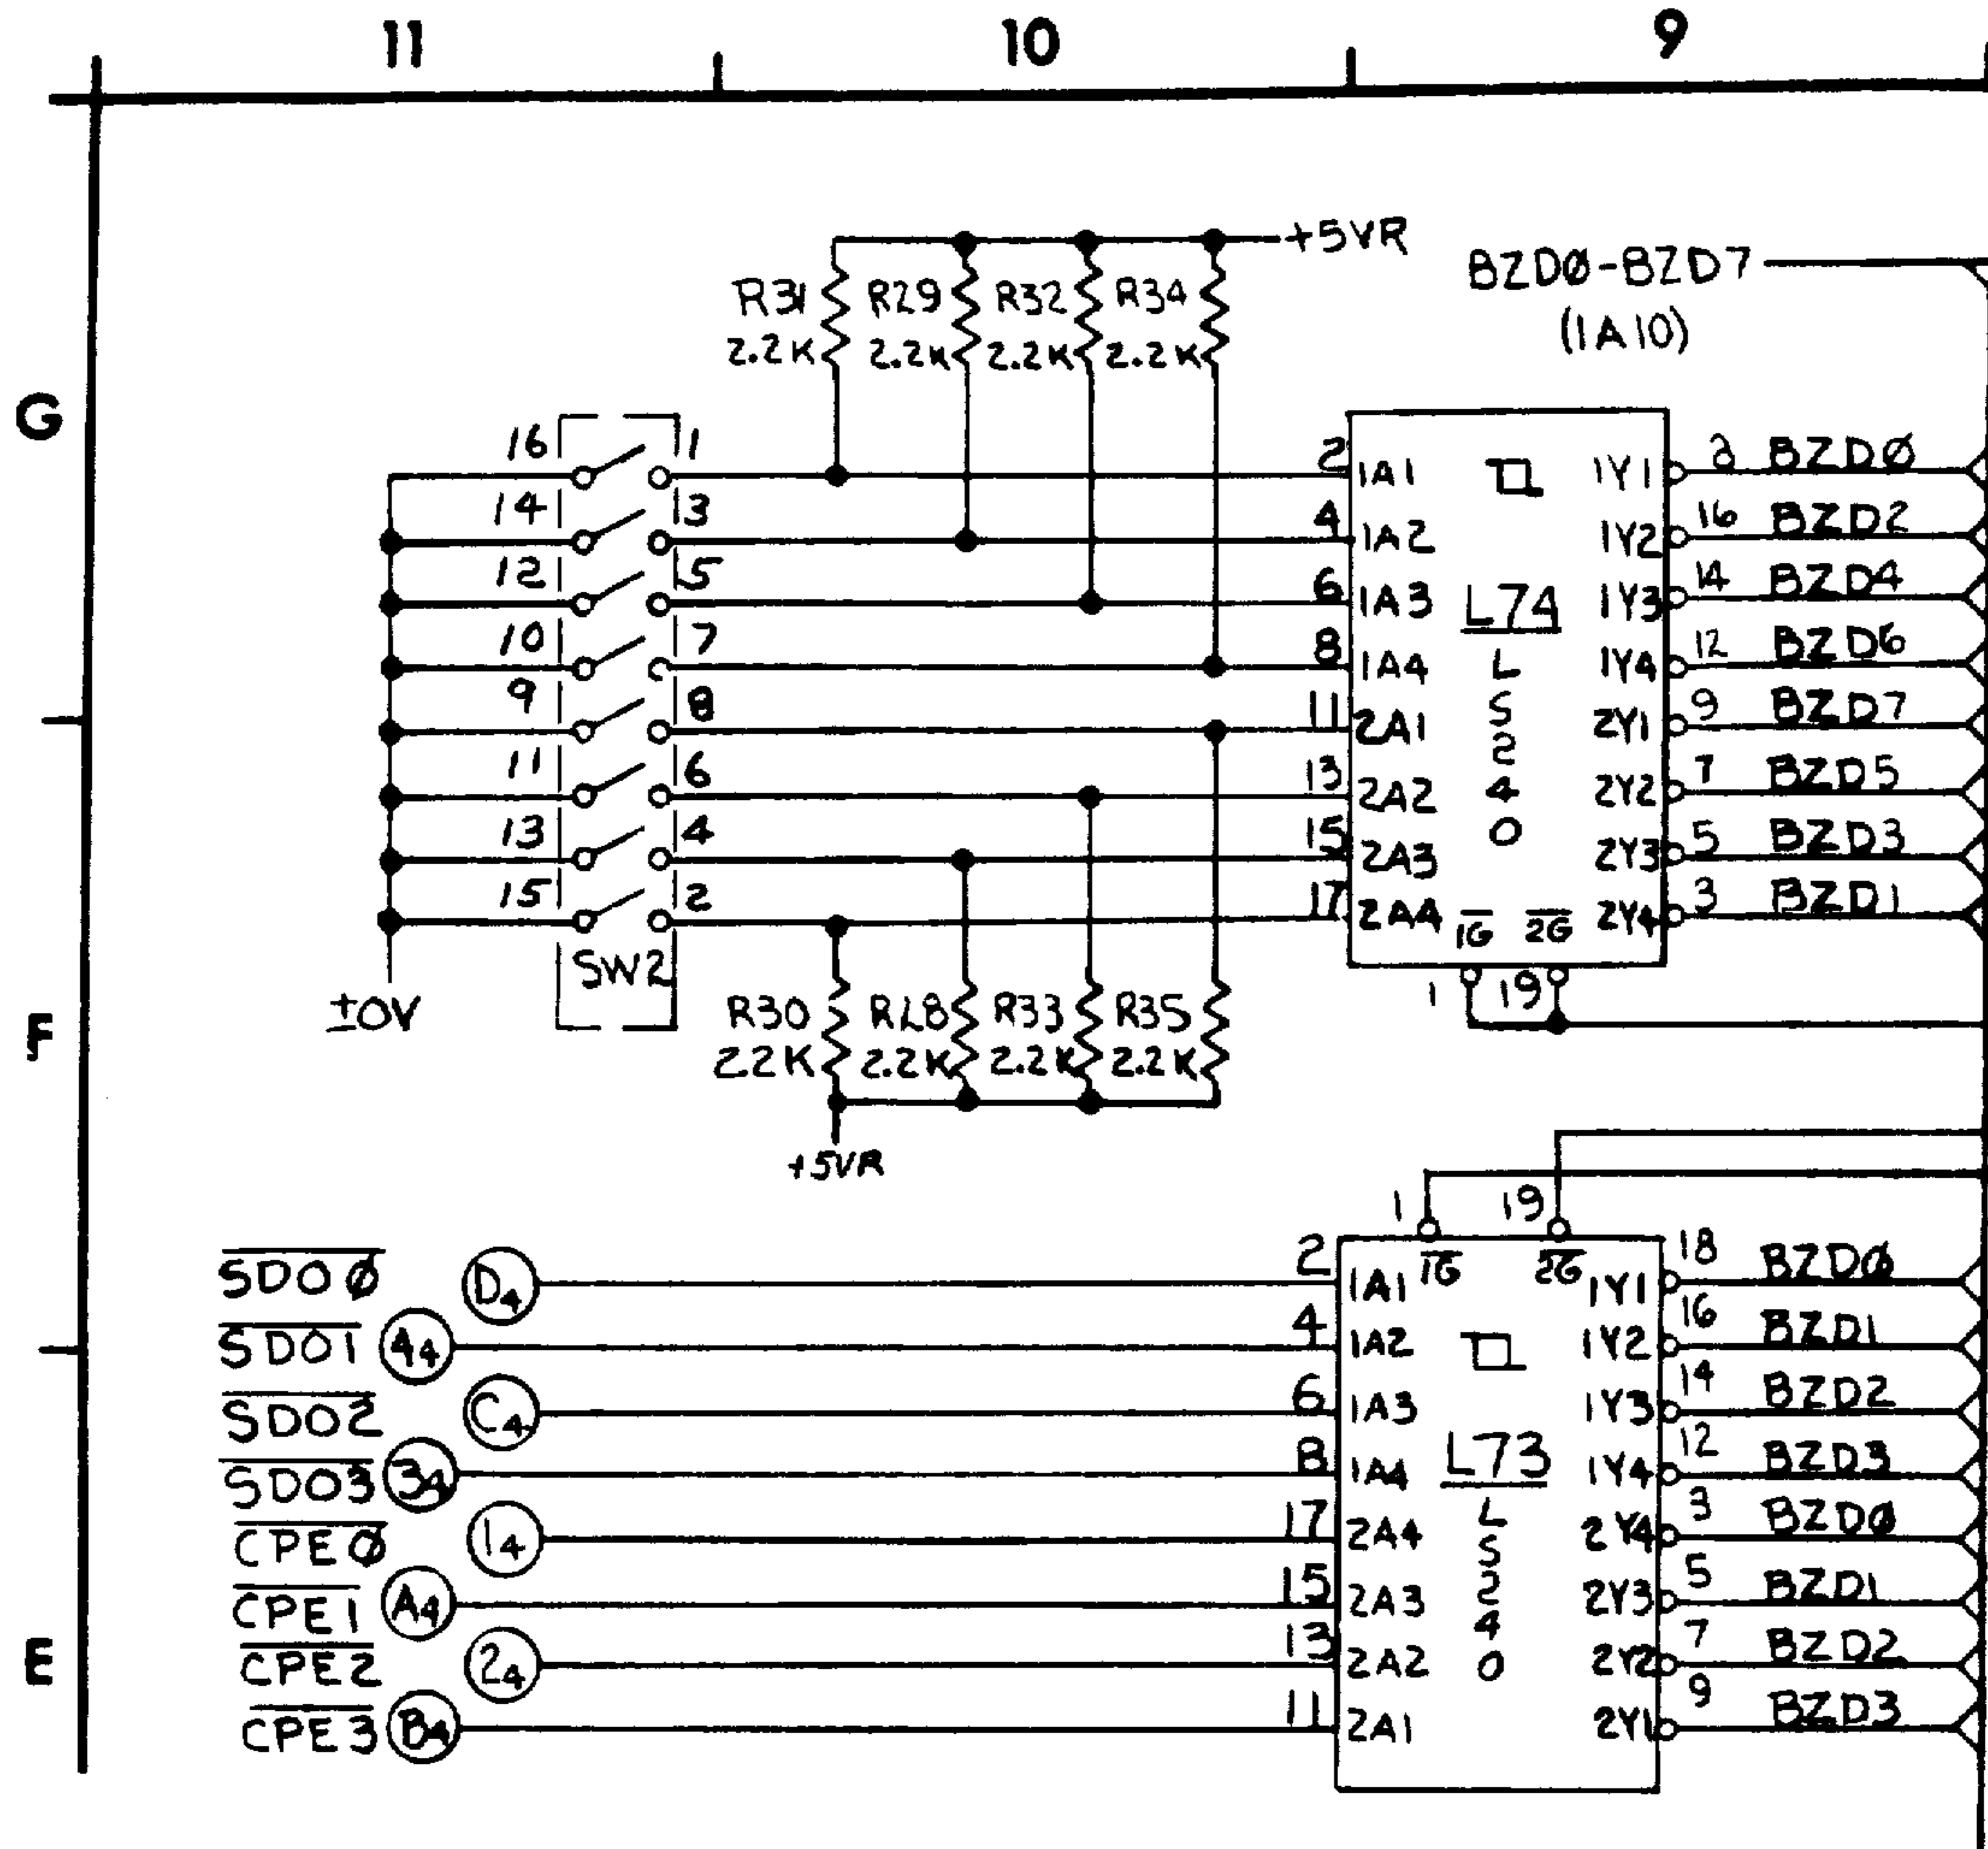 11 10 9
+5VR
BZDØ-BZD7
(1A10)
R31 R29 R32 R34
2.2K 2.2K 2.2K 2.2K
G
16 1 2 1A1 1Y1 BZDØ
14 3 4 1A2 1Y2 16 BZD2
12 5 6 1A3 L74 1Y3 14 BZD4
10 7 8 1A4 1Y4 12 BZD6
9 8 11 2A1 2Y1 9 BZD7
11 6 13 2A2 2Y2 7 BZD5
13 4 15 2A3 2Y3 5 BZD3
15 2 17 2A4 1G 2G 2Y4 3 BZD1
LS240
SW2
±0V
1 19
F
R30 R33 R35
2.2K 2.2K 2.2K 2.2K
+5VR
1 19
SDOØ D4 2 1A1 1G 2G 1Y1 18 BZDØ
SDO1 44 4 1A2 1Y2 16 BZD1
SDO2 C4 6 1A3 1Y3 14 BZD2
SDO3 34 8 1A4 L73 1Y4 12 BZD3
CPEØ 14 17 2A4 2Y4 3 BZDØ
CPE1 A4 15 2A3 2Y3 5 BZD1
E
CPE2 24 13 2A2 2Y2 7 BZD2
CPE3 B4 11 2A1 2Y1 9 BZD3
LS240